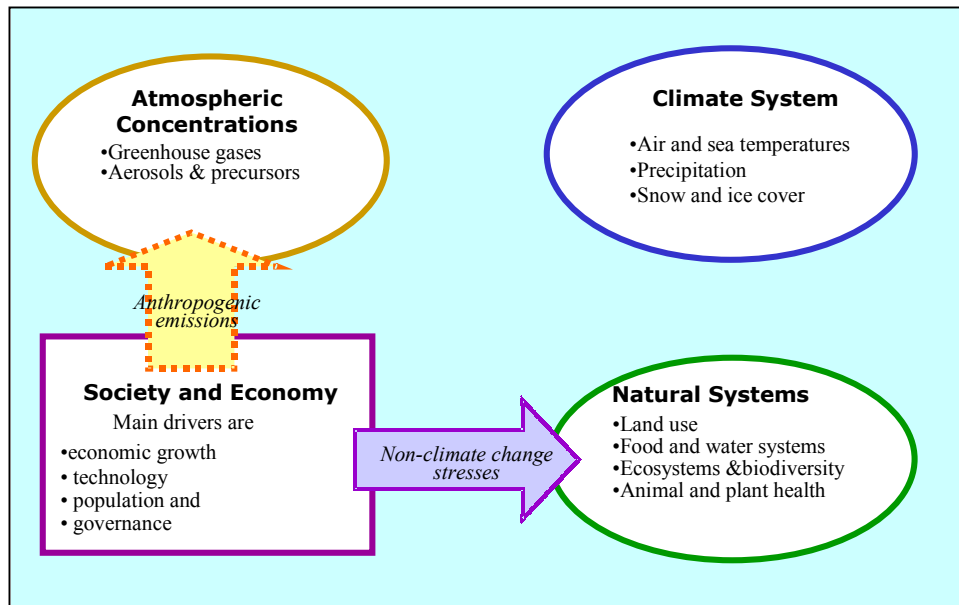 Atmospheric
Concentrations
•Greenhouse gases
•Aerosols & precursors
Climate System
•Air and sea temperatures
•Precipitation
•Snow and ice cover
Anthropogenic
emissions
Society and Economy
Main drivers are
•economic growth
• technology
• population and
• governance
Non-climate change
stresses
Natural Systems
•Land use
•Food and water systems
•Ecosystems &biodiversity
•Animal and plant health